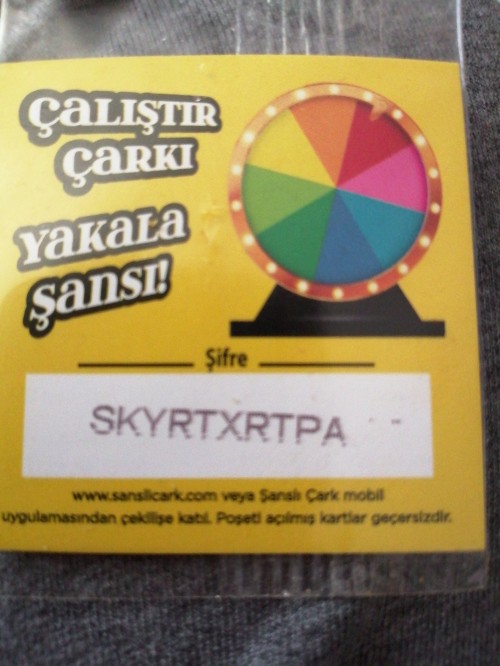 ÇALIŞTIR
ÇARKI
YAKALA
ŞANSI!
Şifre
SKYRTXRTPA
www.sanslicark.com veya Şanslı Çark mobil
uygulamasından çekilişe katıl. Poşeti açılmış kartlar geçersizdir.